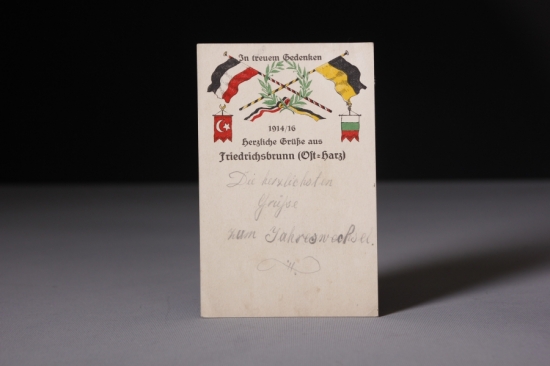 In treuem Gedenken
1914/16
Herzliche Grüße aus
Friedrichsbrunn (Ost=Harz)
Die herzlichsten
Grüße
zum Jahreswechsel.